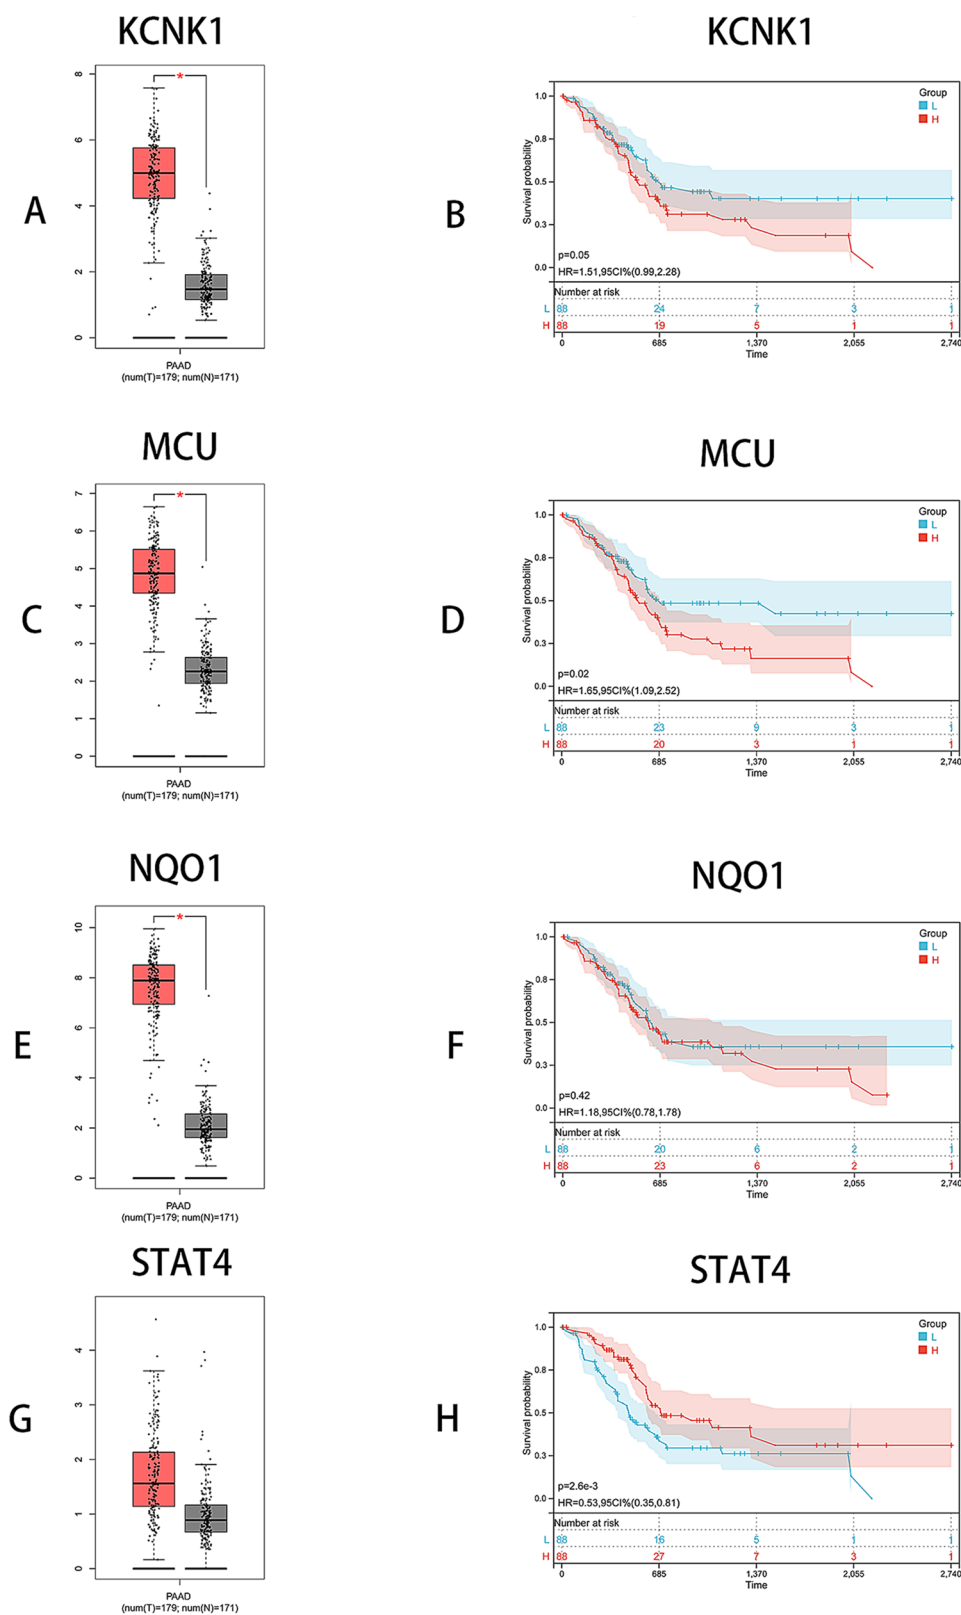 KCNK1
KCNK1
A
8
6
4
2
0
*
PAAD
(num(T)=179; num(N)=171)
B
Survival probability
1.0
0.8
0.5
0.3
0.0
Group
L
H
p=0.05
HR=1.51,95CI%(0.99,2.28)
Number at risk
L 88 24 7 3 1
H 88 19 5 1 1
0 685 1,370 2,055 2,740
Time
MCU
MCU
C
7
6
5
4
3
2
1
0
*
PAAD
(num(T)=179; num(N)=171)
D
Survival probability
1.0
0.8
0.5
0.3
0.0
Group
L
H
p=0.02
HR=1.65,95CI%(1.09,2.52)
Number at risk
L 88 23 9 3 1
H 88 20 3 1 1
0 685 1,370 2,055 2,740
Time
NQO1
NQO1
E
10
8
6
4
2
0
*
PAAD
(num(T)=179; num(N)=171)
F
Survival probability
1.0
0.8
0.5
0.3
0.0
Group
L
H
p=0.42
HR=1.18,95CI%(0.78,1.78)
Number at risk
L 88 20 6 2 1
H 88 23 6 2 1
0 685 1,370 2,055 2,740
Time
STAT4
STAT4
G
4
3
2
1
0
PAAD
(num(T)=179; num(N)=171)
H
Survival probability
1.0
0.8
0.5
0.3
0.0
Group
L
H
p=2.6e-3
HR=0.53,95CI%(0.35,0.81)
Number at risk
L 88 16 5 1 1
H 88 27 7 3 1
0 685 1,370 2,055 2,740
Time